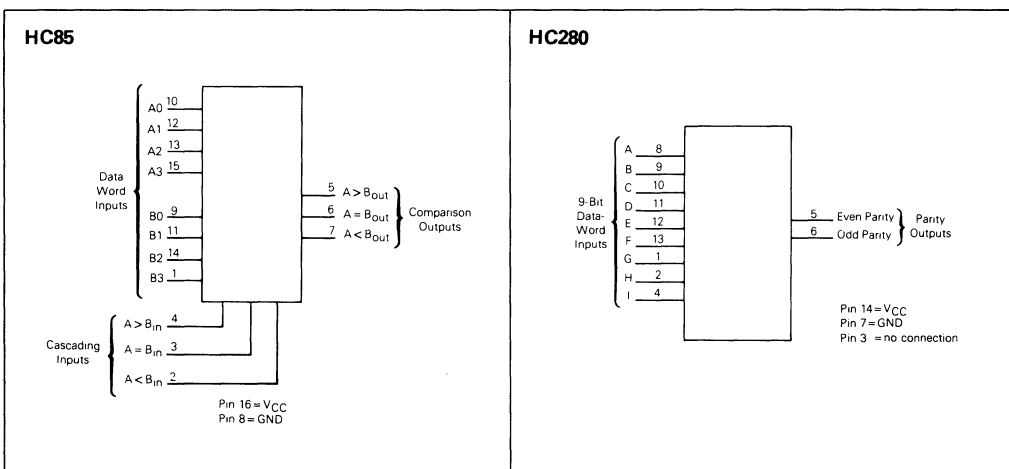 HC85
Data
Word
Inputs
A0 10
A1 12
A2 13
A3 15
B0 9
B1 11
B2 14
B3 1
5 A > Bout
6 A = Bout
7 A < Bout
Comparison
Outputs
Cascading
Inputs
A > Bin 4
A = Bin 3
A < Bin 2
Pin 16 = VCC
Pin 8 = GND
HC280
9-Bit
Data-
Word
Inputs
A 8
B 9
C 10
D 11
E 12
F 13
G 1
H 2
I 4
5 Even Parity
6 Odd Parity
Parity
Outputs
Pin 14 = VCC
Pin 7 = GND
Pin 3 = no connection